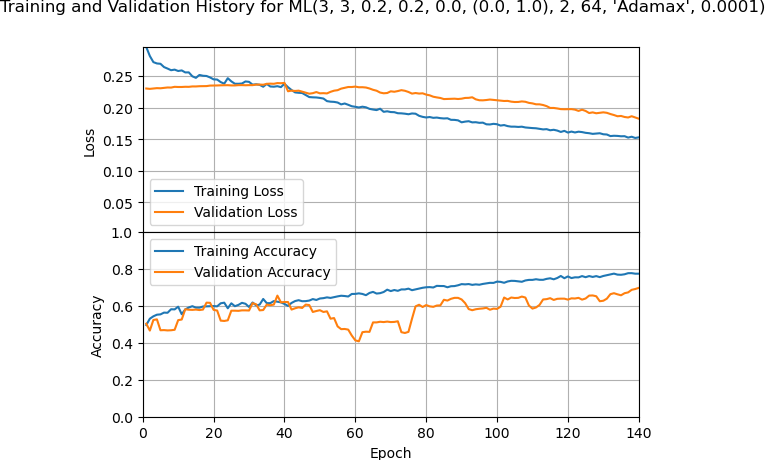 Training and Validation History for ML(3, 3, 0.2, 0.2, 0.0, (0.0, 1.0), 2, 64, 'Adamax', 0.0001)
0.25
0.20
0.15
0.10
0.05
Loss
Training Loss
Validation Loss
1.0
0.8
0.6
0.4
0.2
0.0
Accuracy
Training Accuracy
Validation Accuracy
0 20 40 60 80 100 120 140
Epoch